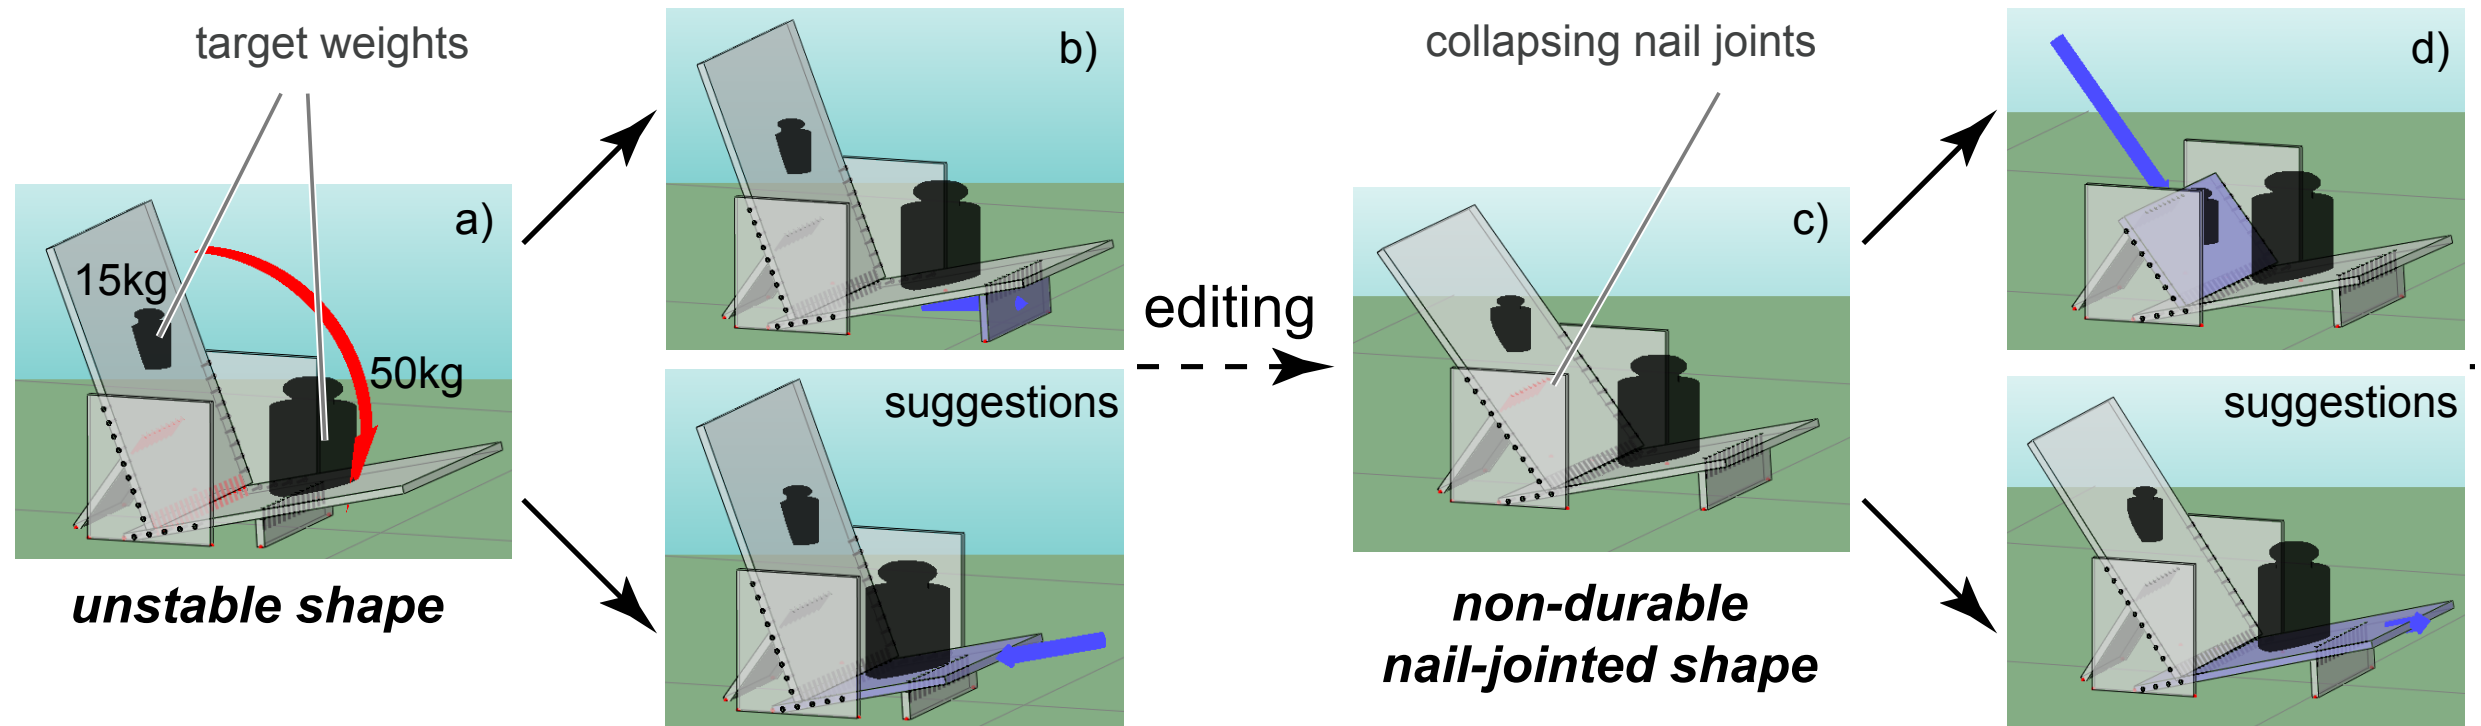 target weights
a)
15kg
50kg
unstable shape
b)
suggestions
editing
collapsing nail joints
c)
non-durable
nail-jointed shape
d)
suggestions